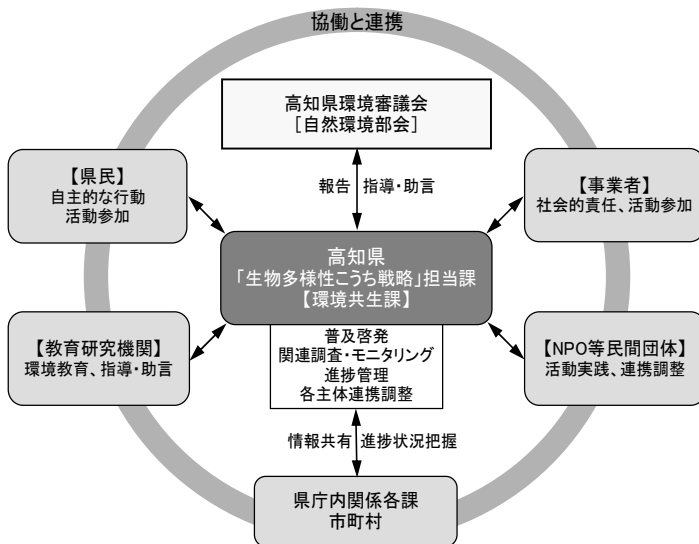 協働と連携
高知県環境審議会
[自然環境部会]
報告 指導・助言
【県民】
自主的な行動
活動参加
【事業者】
社会的責任、活動参加
高知県
「生物多様性こうち戦略」担当課
【環境共生課】
普及啓発
関連調査・モニタリング
進捗管理
各主体連携調整
【教育研究機関】
環境教育、指導・助言
【NPO等民間団体】
活動実践、連携調整
情報共有 進捗状況把握
県庁内関係各課
市町村